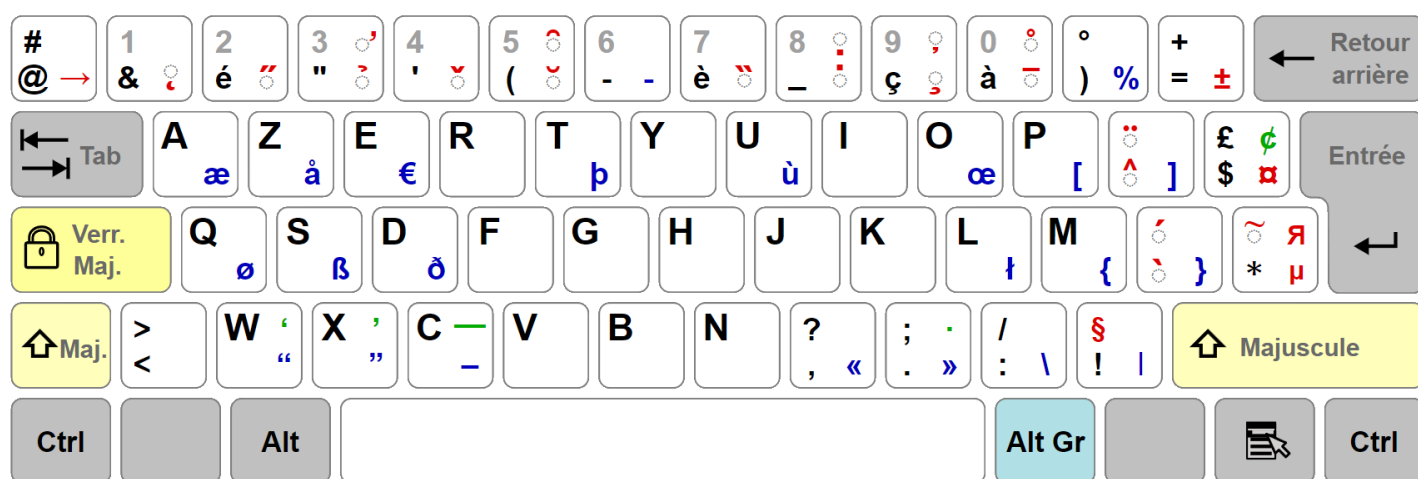 # 1 2 3 ◌̓ 4 5 ◌̑ 6 7 8 ◌̣ 9 ◌̦ 0 ◌̊ ° + Retour
@ → & ◌̨ é ◌̋ " ◌̉ ' ◌̌ ( ◌̆ - - è ◌̏ _ ◌̇ ç ◌̧ à ◌̄ ) % = ± ← arrière
Tab A æ Z å E € R T þ Y U ù I O œ P [ ◌̈ ◌̂ ] £ ¢ $ ¤ Entrée
Verr.
Maj. Q ø S ß D ð F G H J K L ł M { ◌́ ◌̀ } ◌̃ Я * µ
Maj. > < W ‘ “ X ’ ” C — – V B N ? , « ; · . » / : \ § ! | Majuscule
Ctrl Alt Alt Gr Ctrl